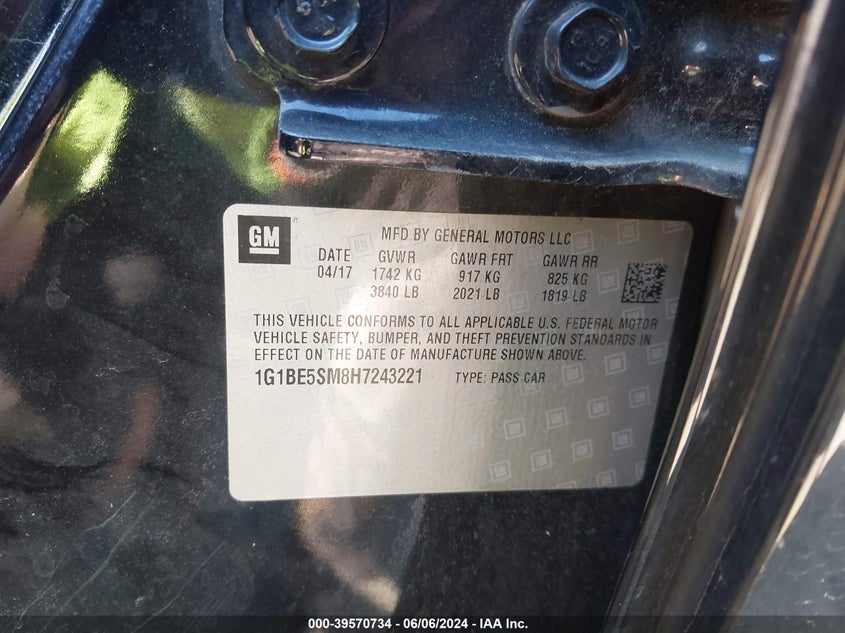 GM
MFD BY GENERAL MOTORS LLC
DATE GVWR GAWR FRT GAWR RR
04/17 1742 KG 917 KG 825 KG
3840 LB 2021 LB 1819 LB
THIS VEHICLE CONFORMS TO ALL APPLICABLE U.S. FEDERAL MOTOR
VEHICLE SAFETY, BUMPER, AND THEFT PREVENTION STANDARDS IN
EFFECT ON THE DATE OF MANUFACTURE SHOWN ABOVE.
1G1BE5SM8H7243221 TYPE: PASS CAR
000-39570734 - 06/06/2024 - IAA Inc.